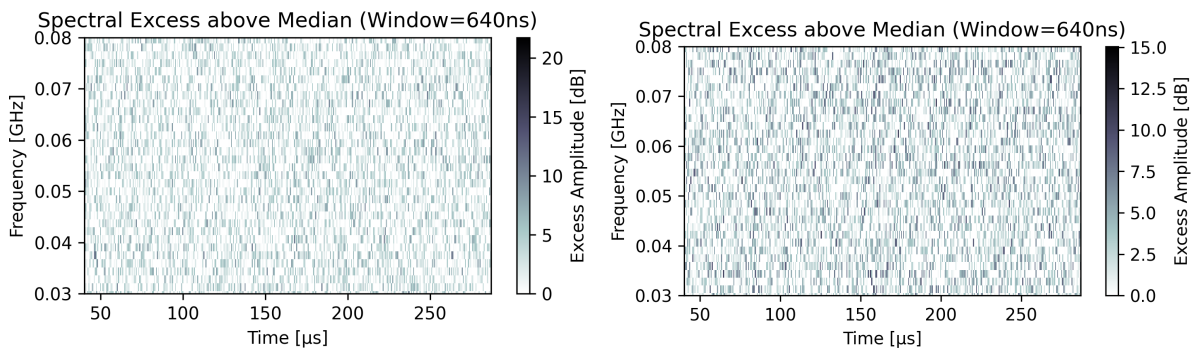 Spectral Excess above Median (Window=640ns)
0.08
0.07
0.06
0.05
0.04
0.03
Frequency [GHz]
50 100 150 200 250
Time [µs]
20
15
10
5
0
Excess Amplitude [dB]
Spectral Excess above Median (Window=640ns)
0.08
0.07
0.06
0.05
0.04
0.03
Frequency [GHz]
50 100 150 200 250
Time [µs]
15.0
12.5
10.0
7.5
5.0
2.5
0.0
Excess Amplitude [dB]